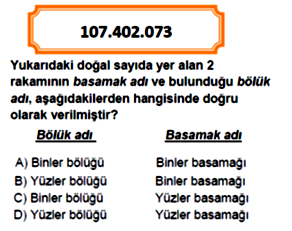 107.402.073
Yukarıdaki doğal sayıda yer alan 2
rakamının basamak adı ve bulunduğu bölük
adı, aşağıdakilerden hangisinde doğru
olarak verilmiştir?
Bölük adı Basamak adı
A) Binler bölüğü Binler basamağı
B) Yüzler bölüğü Binler basamağı
C) Binler bölüğü Yüzler basamağı
D) Yüzler bölüğü Yüzler basamağı